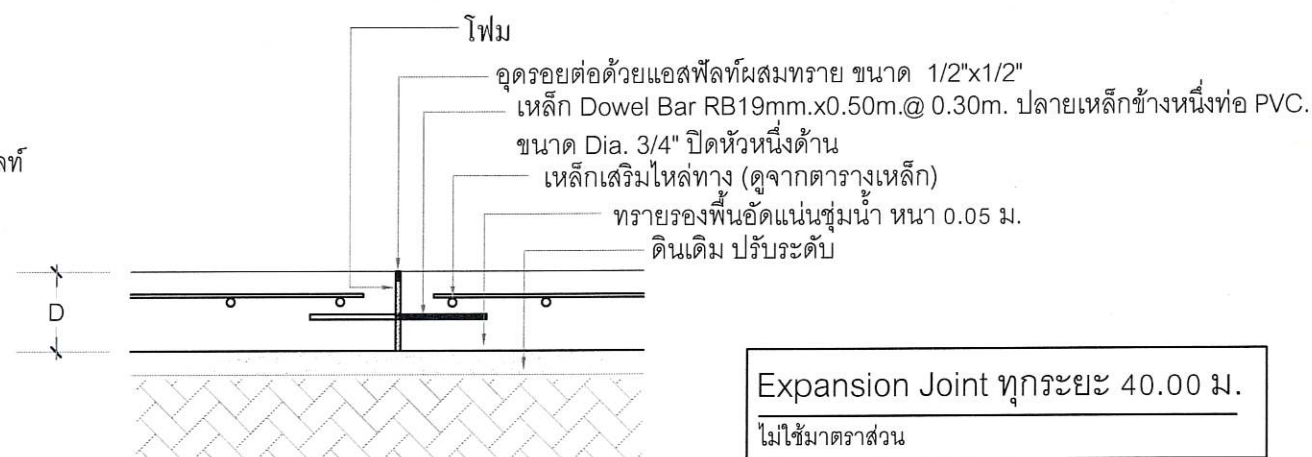 โฟม
อุดรอยต่อด้วยแอสฟัลท์ผสมทราย ขนาด 1/2"x1/2"
เหล็ก Dowel Bar RB19mm.x0.50m.@ 0.30m. ปลายเหล็กข้างหนึ่งท่อ PVC.
ขนาด Dia. 3/4" ปิดหัวหนึ่งด้าน
ลท์
เหล็กเสริมไหล่ทาง (ดูจากตารางเหล็ก)
ทรายรองพื้นอัดแน่นชุ่มน้ำ หนา 0.05 ม.
ดินเดิม ปรับระดับ
D
Expansion Joint ทุกระยะ 40.00 ม.
ไม่ใช้มาตราส่วน